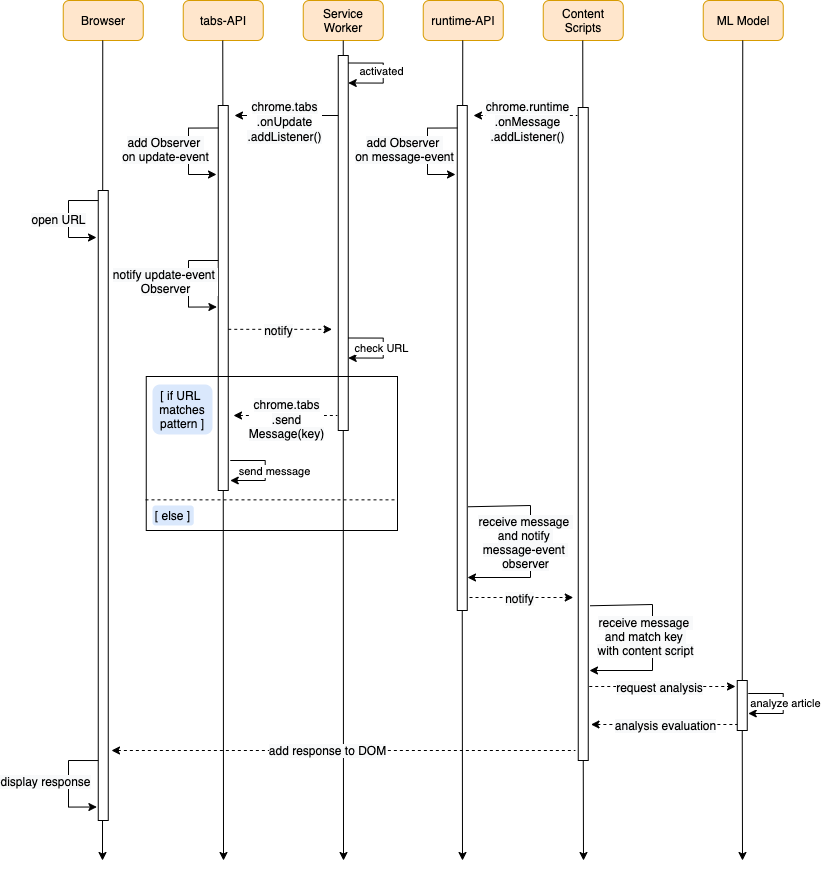 Browser
tabs-API
Service
Worker
runtime-API
Content
Scripts
ML Model
activated
chrome.tabs
.onUpdate
.addListener()
chrome.runtime
.onMessage
.addListener()
add Observer
on update-event
add Observer
on message-event
open URL
notify update-event
Observer
notify
check URL
[ if URL
matches
pattern ]
chrome.tabs
.send
Message(key)
send message
[ else ]
receive message
and notify
message-event
observer
notify
receive message
and match key
with content script
request analysis
analyze article
analysis evaluation
add response to DOM
display response